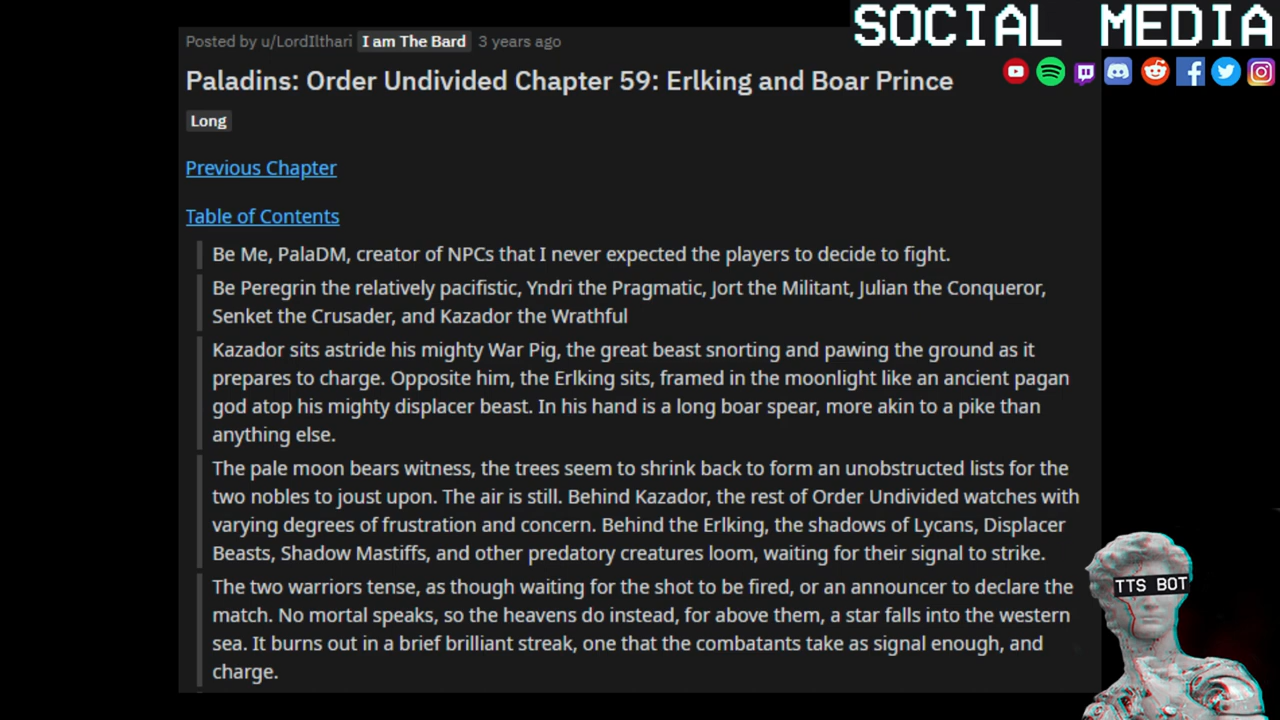 SOCIAL MEDIA
Posted by u/LordIlthari I am The Bard 3 years ago
Paladins: Order Undivided Chapter 59: Erlking and Boar Prince
Long
Previous Chapter
Table of Contents
Be Me, PalaDM, creator of NPCs that I never expected the players to decide to fight.
Be Peregrin the relatively pacifistic, Yndri the Pragmatic, Jort the Militant, Julian the Conqueror,
Senket the Crusader, and Kazador the Wrathful
Kazador sits astride his mighty War Pig, the great beast snorting and pawing the ground as it
prepares to charge. Opposite him, the Erlking sits, framed in the moonlight like an ancient pagan
god atop his mighty displacer beast. In his hand is a long boar spear, more akin to a pike than
anything else.
The pale moon bears witness, the trees seem to shrink back to form an unobstructed lists for the
two nobles to joust upon. The air is still. Behind Kazador, the rest of Order Undivided watches with
varying degrees of frustration and concern. Behind the Erlking, the shadows of Lycans, Displacer
Beasts, Shadow Mastiffs, and other predatory creatures loom, waiting for their signal to strike.
The two warriors tense, as though waiting for the shot to be fired, or an announcer to declare the
match. No mortal speaks, so the heavens do instead, for above them, a star falls into the western
sea. It burns out in a brief brilliant streak, one that the combatants take as signal enough, and
charge.
TTS BOT